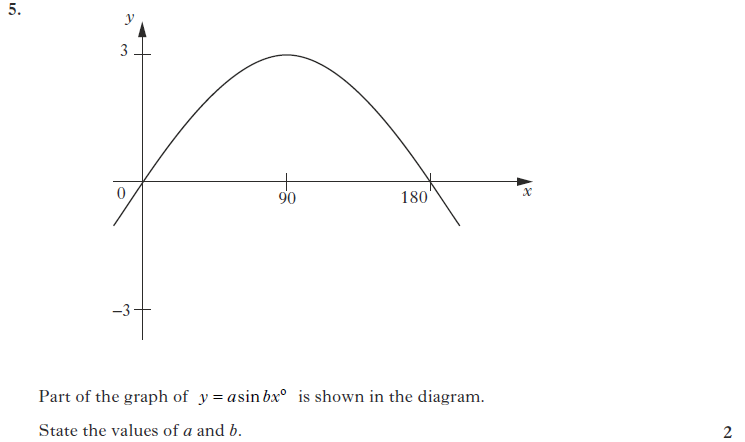 5.
y
3
0
90
180
x
–3
Part of the graph of y = a sin bx° is shown in the diagram.
State the values of a and b.
2